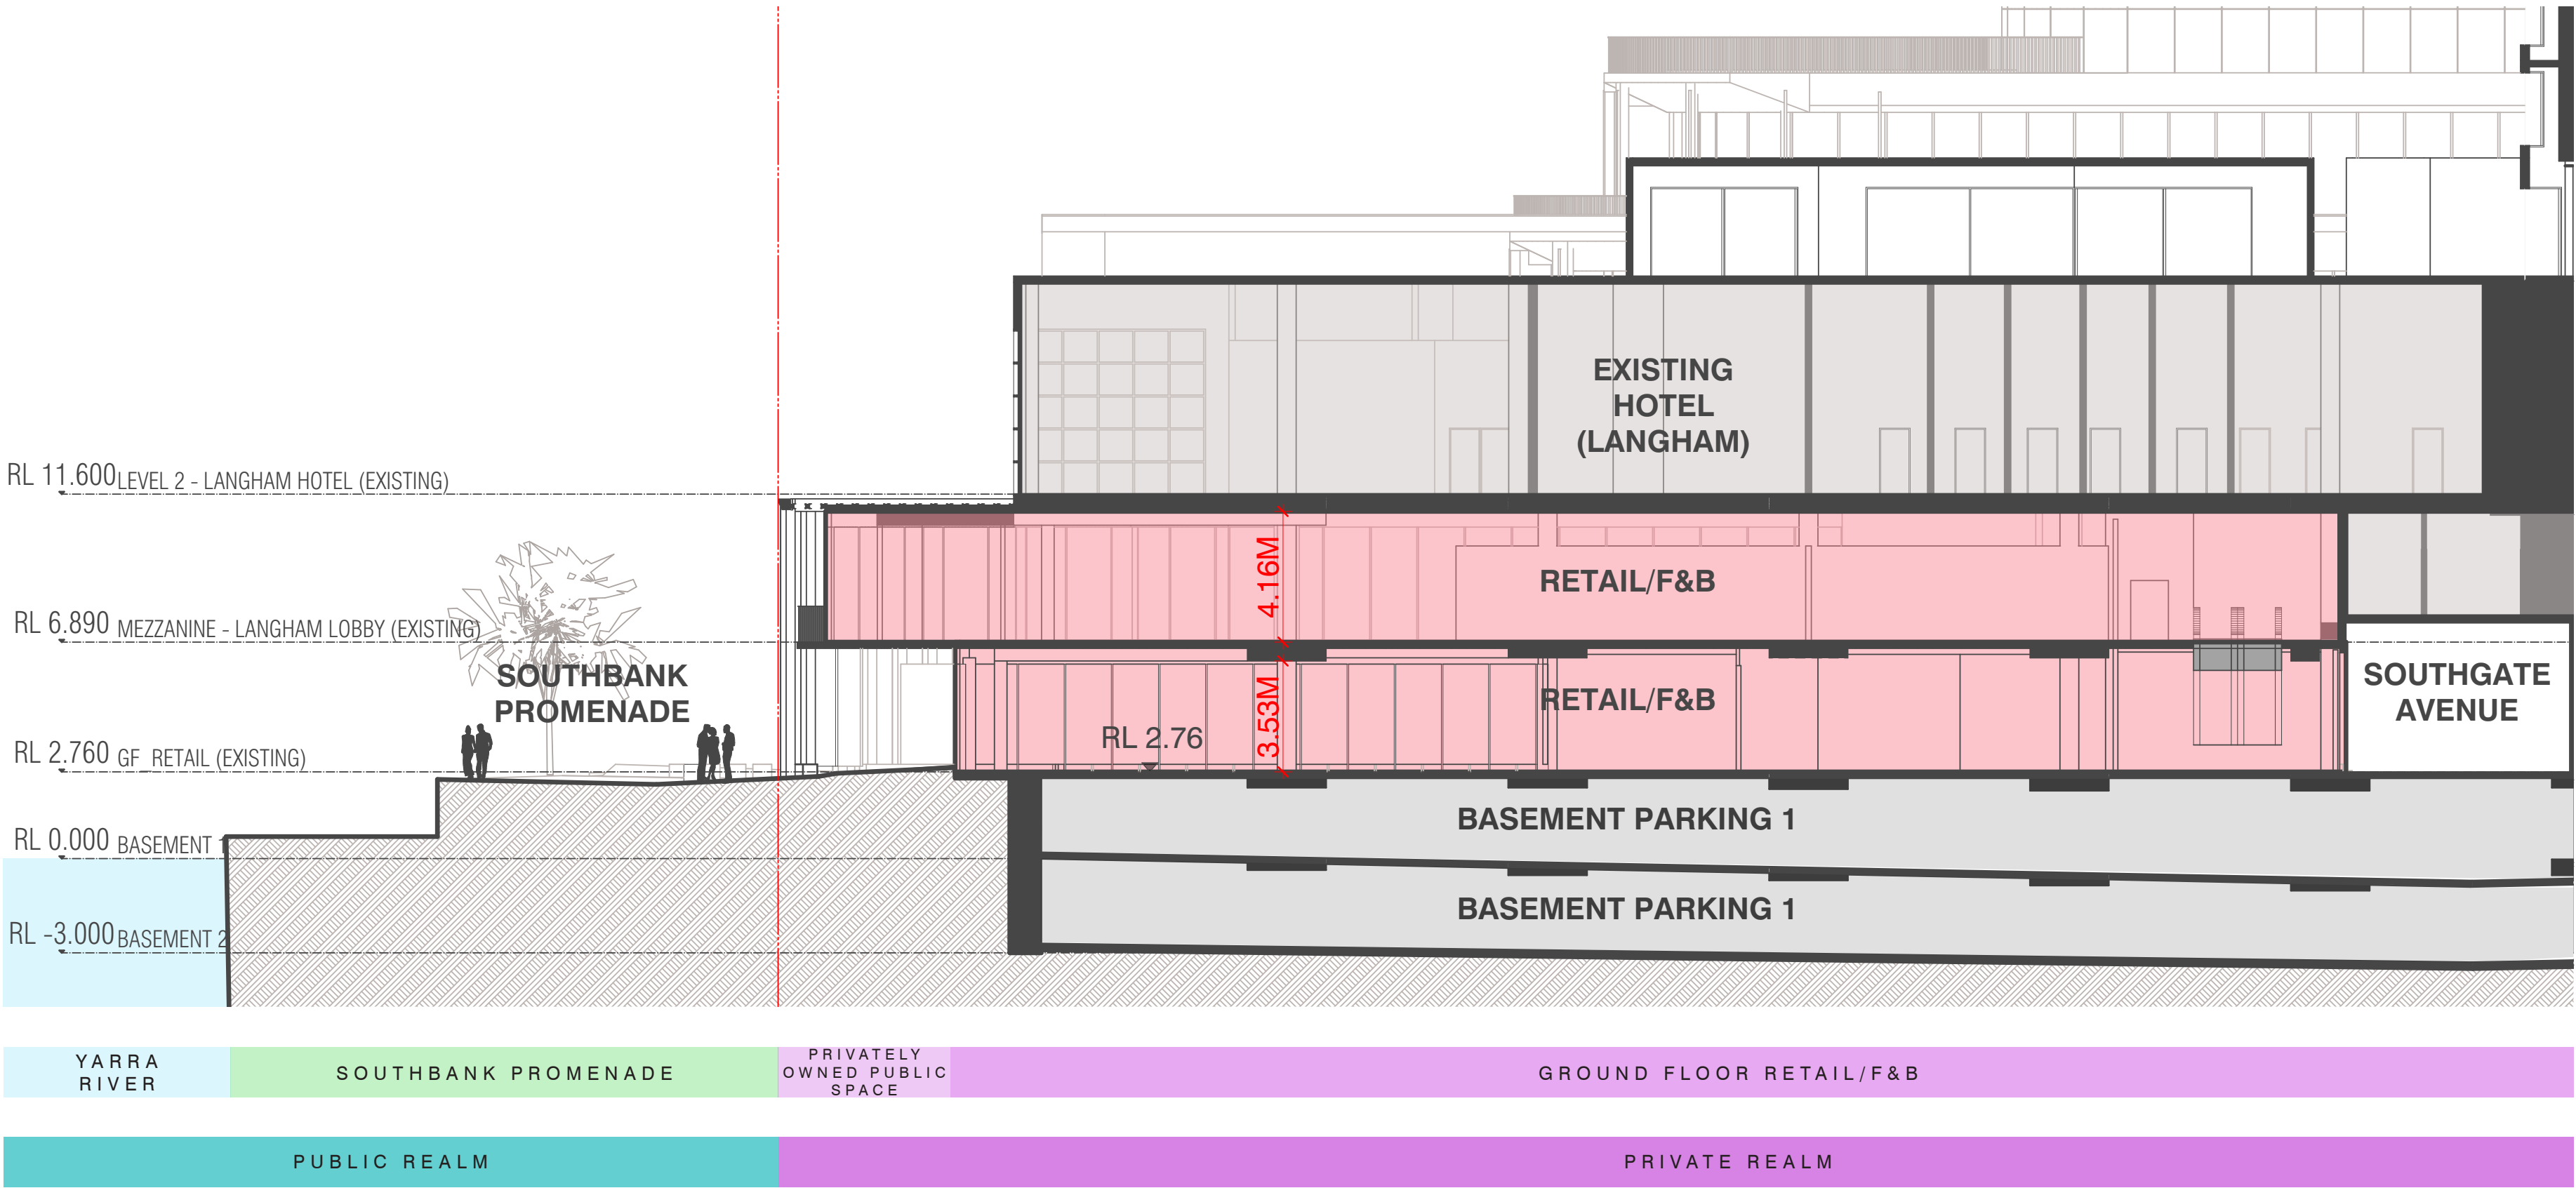 EXISTING
HOTEL
(LANGHAM)
RL 11.600 LEVEL 2 - LANGHAM HOTEL (EXISTING)
4.16M
RETAIL/F&B
RL 6.890 MEZZANINE - LANGHAM LOBBY (EXISTING)
SOUTHBANK
PROMENADE
3.53M
RETAIL/F&B
SOUTHGATE
AVENUE
RL 2.76
RL 2.760 GF_RETAIL (EXISTING)
BASEMENT PARKING 1
RL 0.000 BASEMENT 1
BASEMENT PARKING 1
RL -3.000 BASEMENT 2
YARRA
RIVER
SOUTHBANK PROMENADE
PRIVATELY
OWNED PUBLIC
SPACE
GROUND FLOOR RETAIL/F&B
PUBLIC REALM
PRIVATE REALM